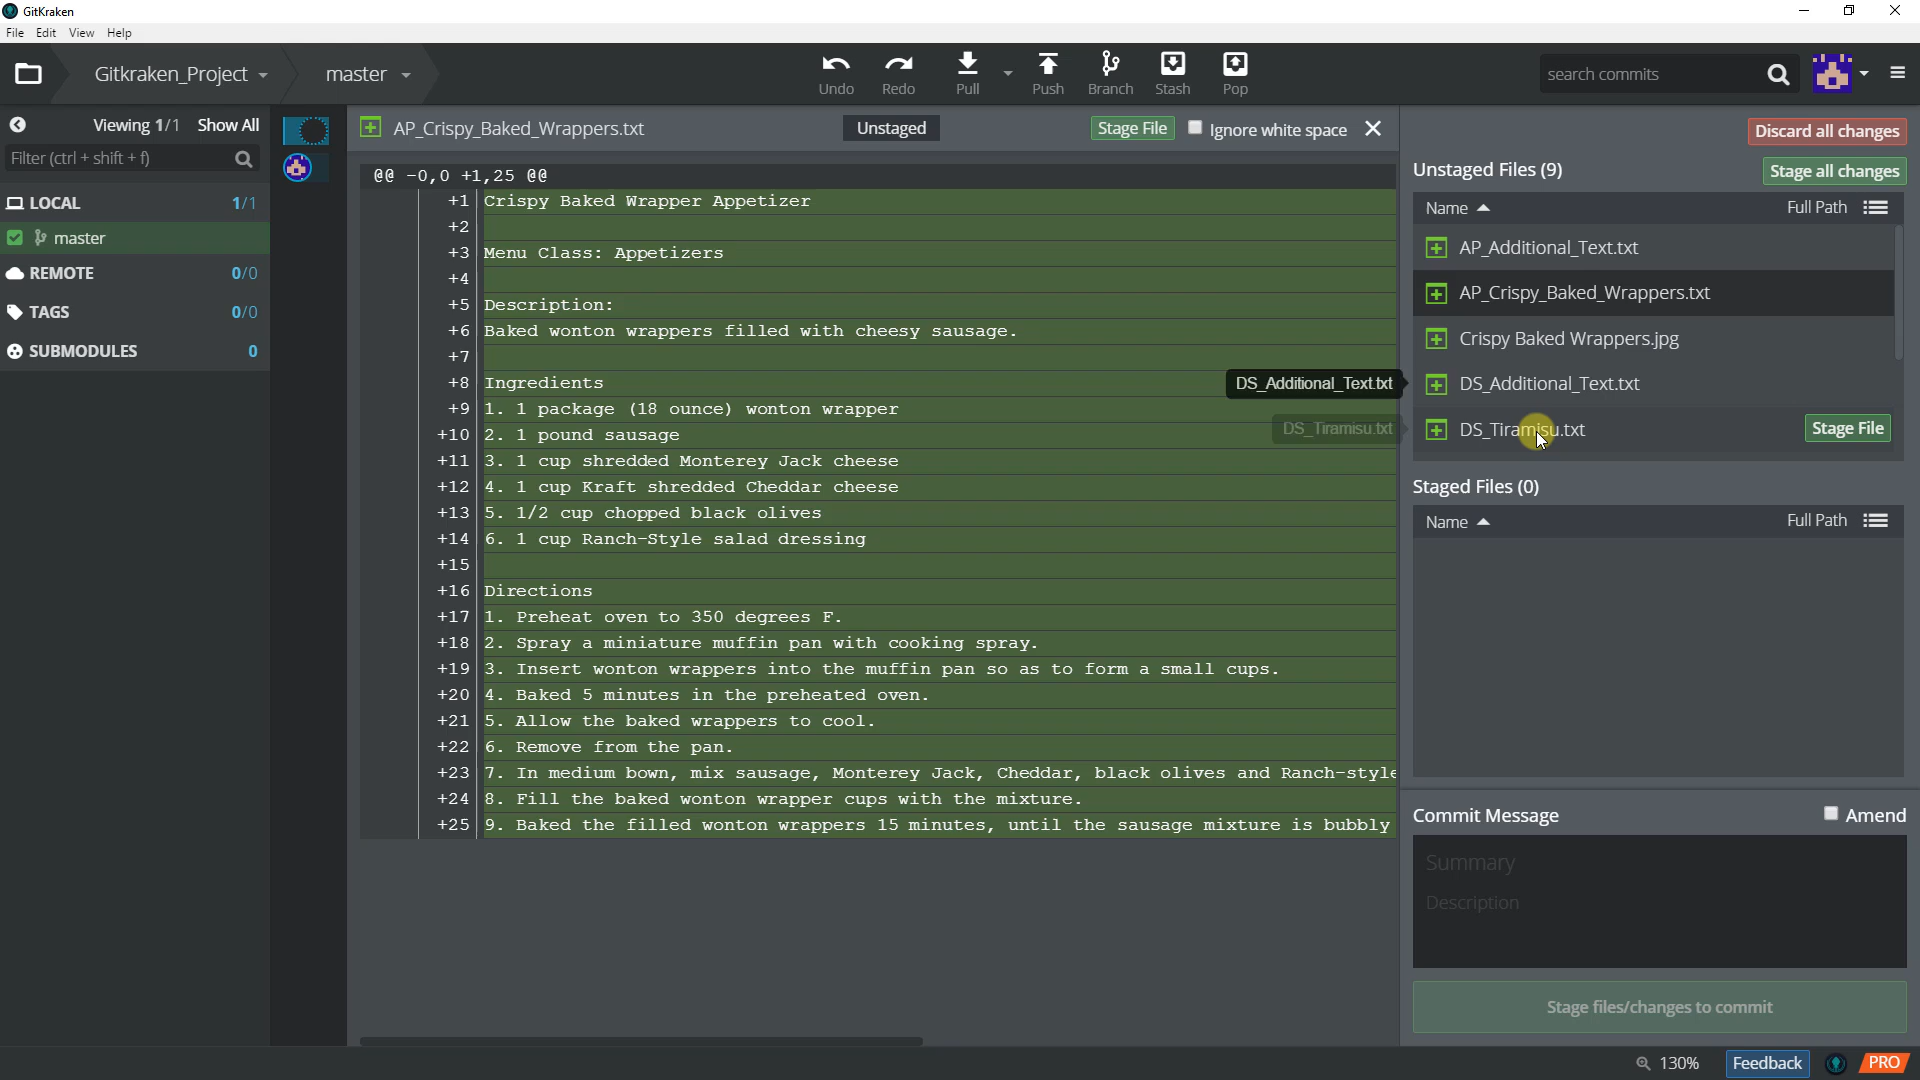 GitKraken
File Edit View Help
Gitkraken_Project master
Undo Redo Pull Push Branch Stash Pop
search commits
Viewing 1/1 Show All
Filter (ctrl + shift + f)
LOCAL 1/1
master
REMOTE 0/0
TAGS 0/0
SUBMODULES 0
AP_Crispy_Baked_Wrappers.txt Unstaged Stage File Ignore white space
@@ -0,0 +1,25 @@
+1 Crispy Baked Wrapper Appetizer
+2
+3 Menu Class: Appetizers
+4
+5 Description:
+6 Baked wonton wrappers filled with cheesy sausage.
+7
+8 Ingredients
+9 1. 1 package (18 ounce) wonton wrapper
+10 2. 1 pound sausage
+11 3. 1 cup shredded Monterey Jack cheese
+12 4. 1 cup Kraft shredded Cheddar cheese
+13 5. 1/2 cup chopped black olives
+14 6. 1 cup Ranch-Style salad dressing
+15
+16 Directions
+17 1. Preheat oven to 350 degrees F.
+18 2. Spray a miniature muffin pan with cooking spray.
+19 3. Insert wonton wrappers into the muffin pan so as to form a small cups.
+20 4. Baked 5 minutes in the preheated oven.
+21 5. Allow the baked wrappers to cool.
+22 6. Remove from the pan.
+23 7. In medium bown, mix sausage, Monterey Jack, Cheddar, black olives and Ranch-style
+24 8. Fill the baked wonton wrapper cups with the mixture.
+25 9. Baked the filled wonton wrappers 15 minutes, until the sausage mixture is bubbly
DS_Additional_Text.txt
DS_Tiramisu.txt
Discard all changes
Unstaged Files (9) Stage all changes
Name Full Path
AP_Additional_Text.txt
AP_Crispy_Baked_Wrappers.txt
Crispy Baked Wrappers.jpg
DS_Additional_Text.txt
DS_Tiramisu.txt Stage File
Staged Files (0)
Name Full Path
Commit Message Amend
Summary
Description
Stage files/changes to commit
130% Feedback PRO